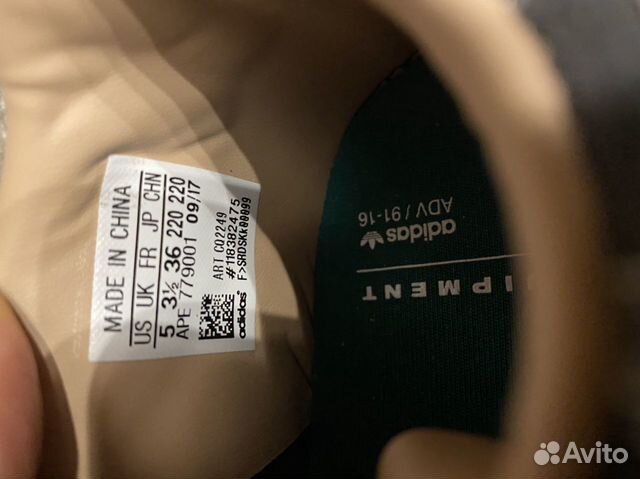 MADE IN CHINA
US UK FR JP CHN
5 3½ 36 220 220
APE 779001 09/17
ART CQ2249
#118382475
F>SRDSKK00099
adidas
adidas
ADV / 91-16
IPMENT
Avito